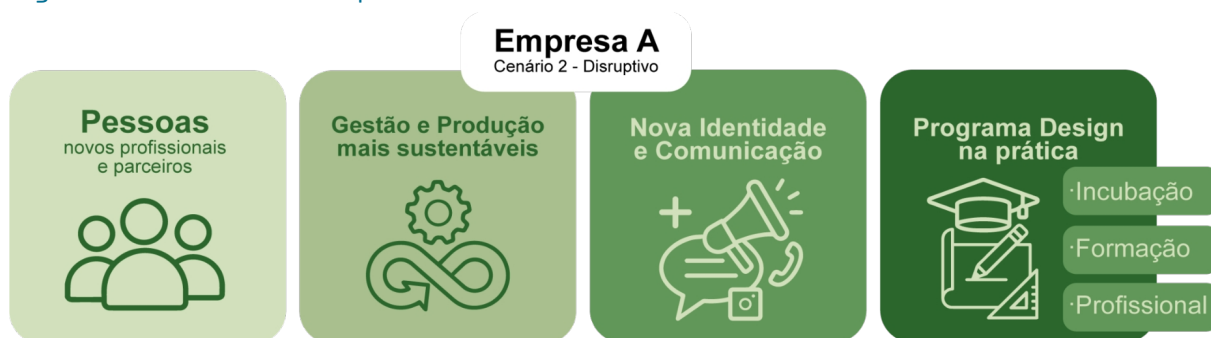 Empresa A
Cenário 2 - Disruptivo
Pessoas
novos profissionais
e parceiros
Gestão e Produção
mais sustentáveis
Nova Identidade
e Comunicação
Programa Design
na prática
·Incubação
·Formação
·Profissional